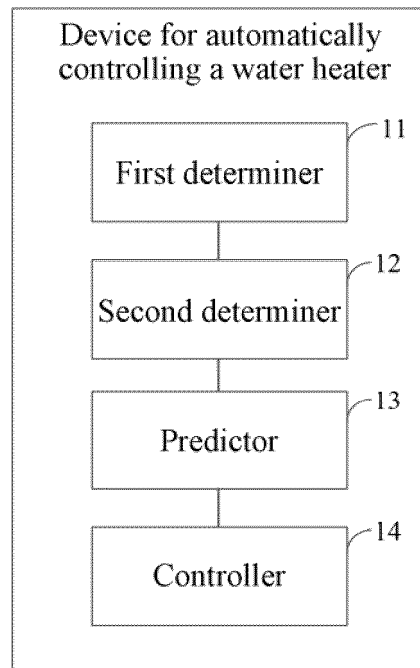 Device for automatically
controlling a water heater
11
First determiner
12
Second determiner
13
Predictor
14
Controller